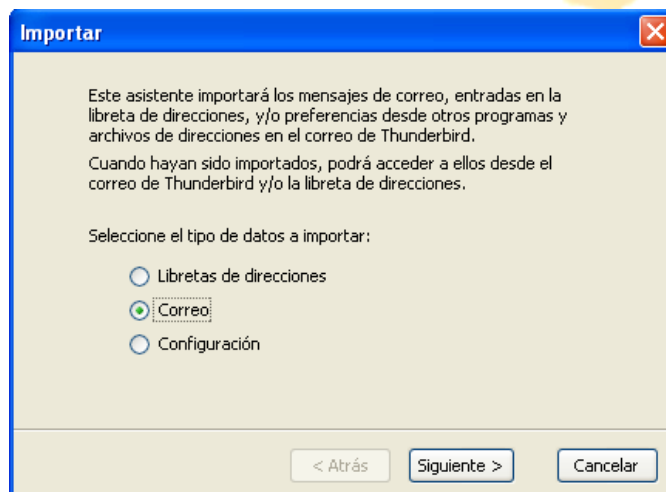 Importar
Este asistente importará los mensajes de correo, entradas en la
libreta de direcciones, y/o preferencias desde otros programas y
archivos de direcciones en el correo de Thunderbird.
Cuando hayan sido importados, podrá acceder a ellos desde el
correo de Thunderbird y/o la libreta de direcciones.
Seleccione el tipo de datos a importar:
Libretas de direcciones
Correo
Configuración
< Atrás
Siguiente >
Cancelar